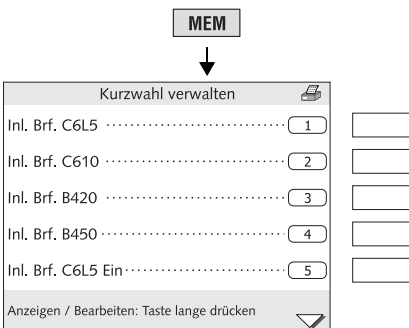 MEM
Kurzwahl verwalten
Inl. Brf. C6L5 1
Inl. Brf. C610 2
Inl. Brf. B420 3
Inl. Brf. B450 4
Inl. Brf. C6L5 Ein 5
Anzeigen / Bearbeiten: Taste lange drücken